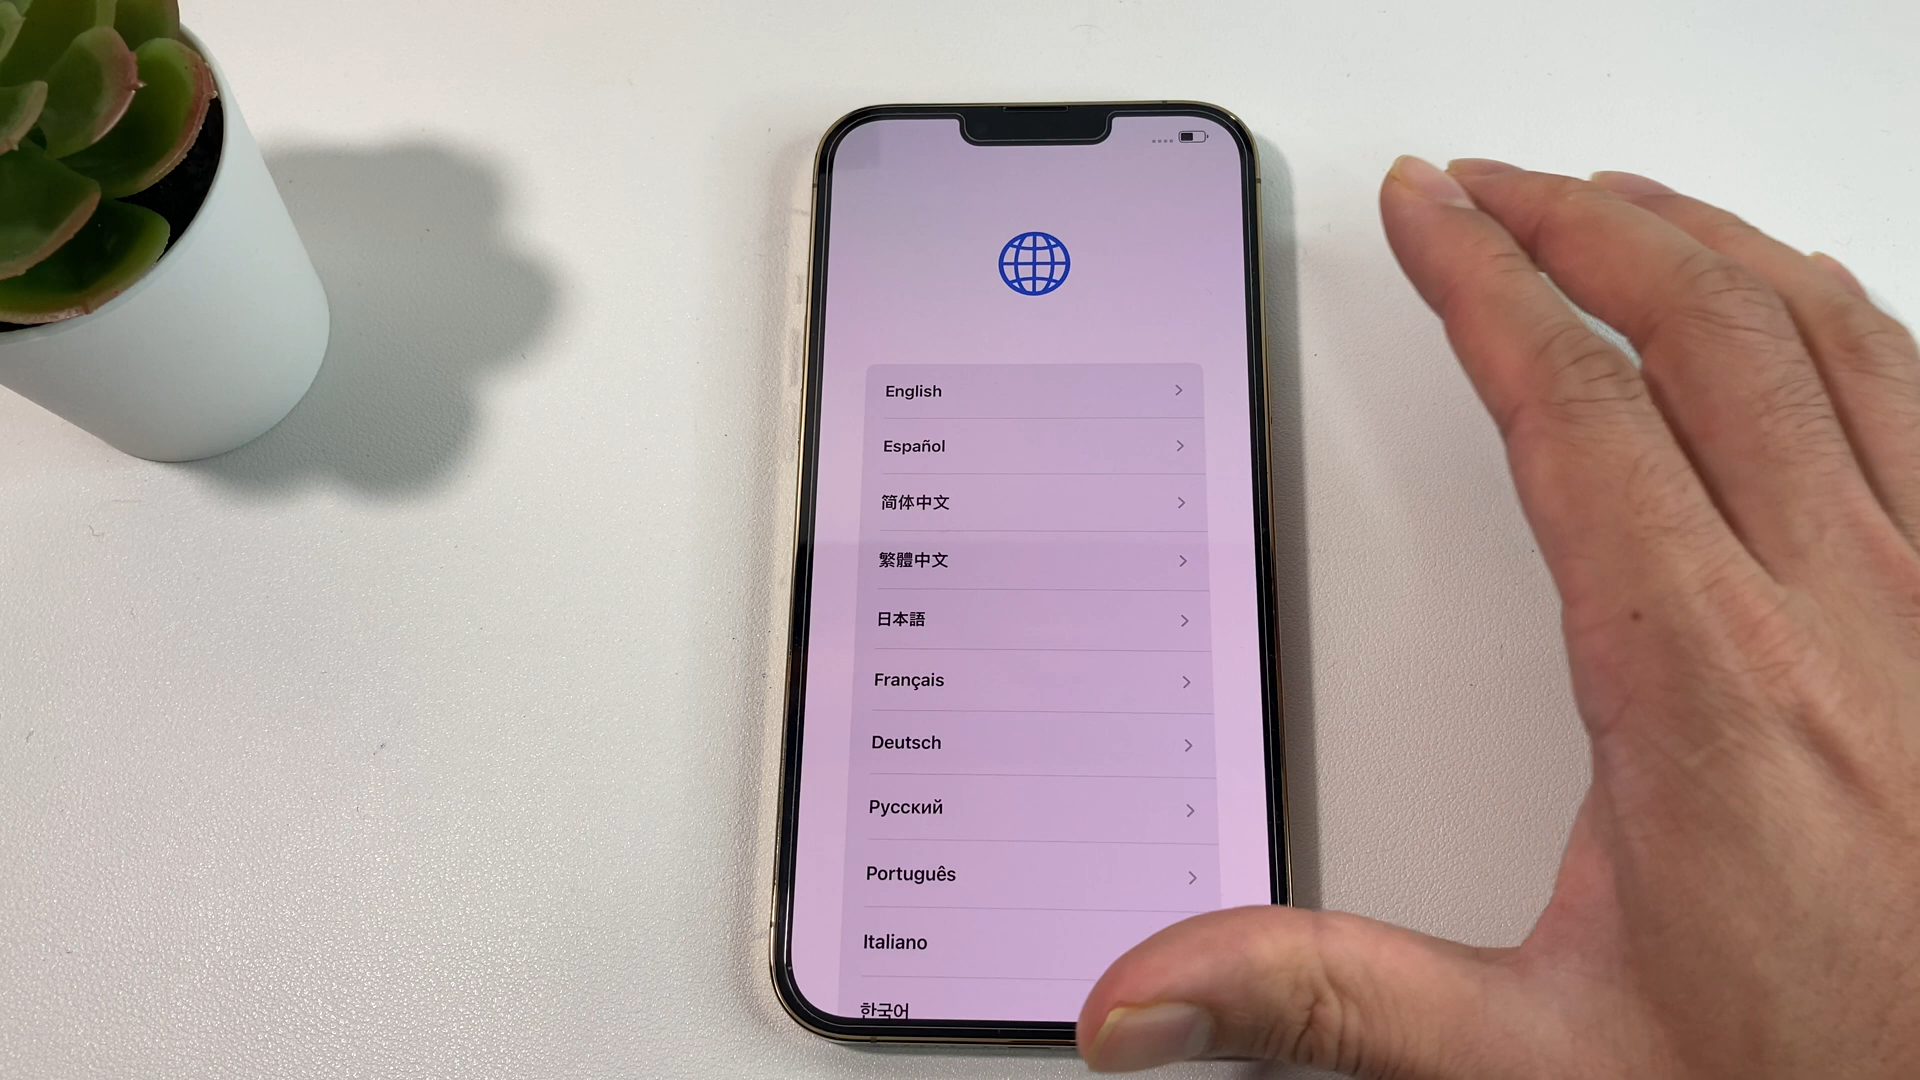 English
Español
简体中文
繁體中文
日本語
Français
Deutsch
Русский
Português
Italiano
한국어